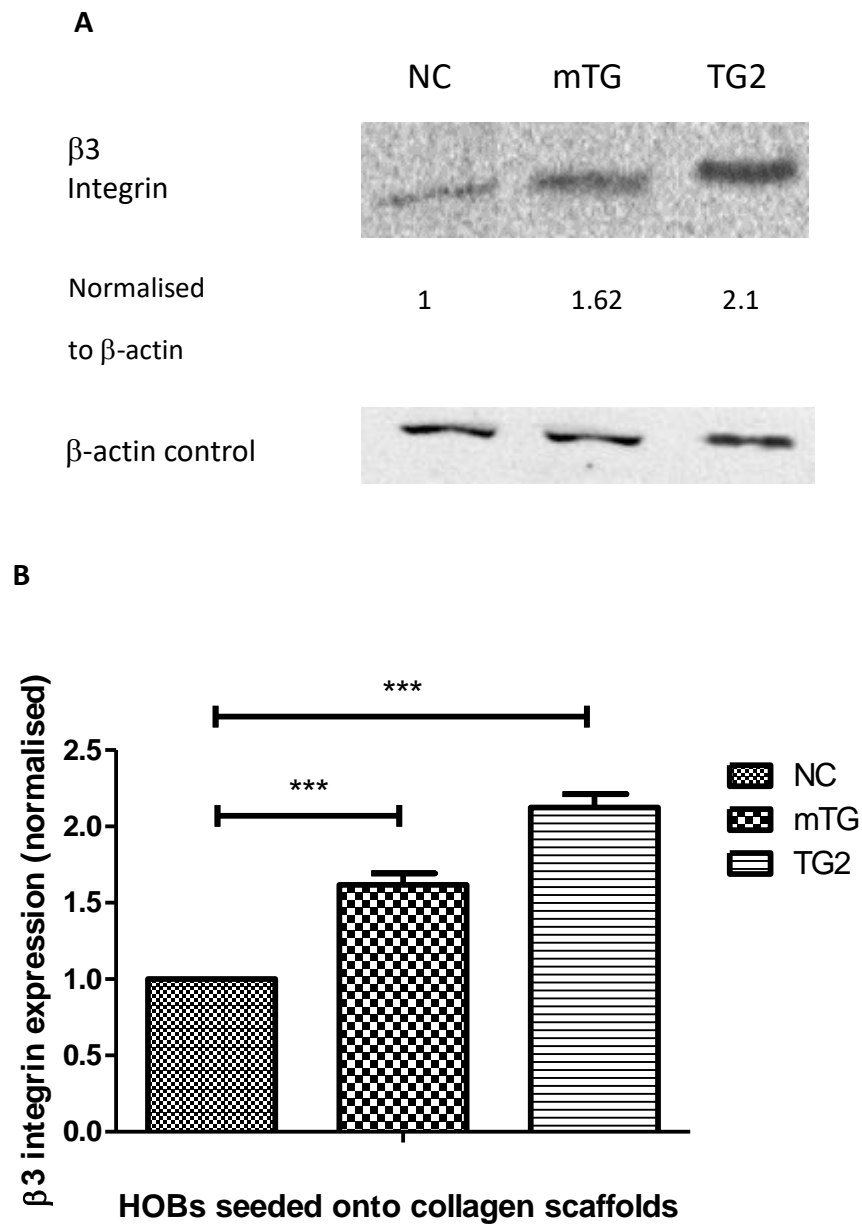 A
NC mTG TG2
β3
Integrin
Normalised
1 1.62 2.1
to β-actin
β-actin control
B
β3 integrin expression (normalised)
***
***
2.5
2.0
1.5
1.0
0.5
0.0
NC
mTG
TG2
HOBs seeded onto collagen scaffolds